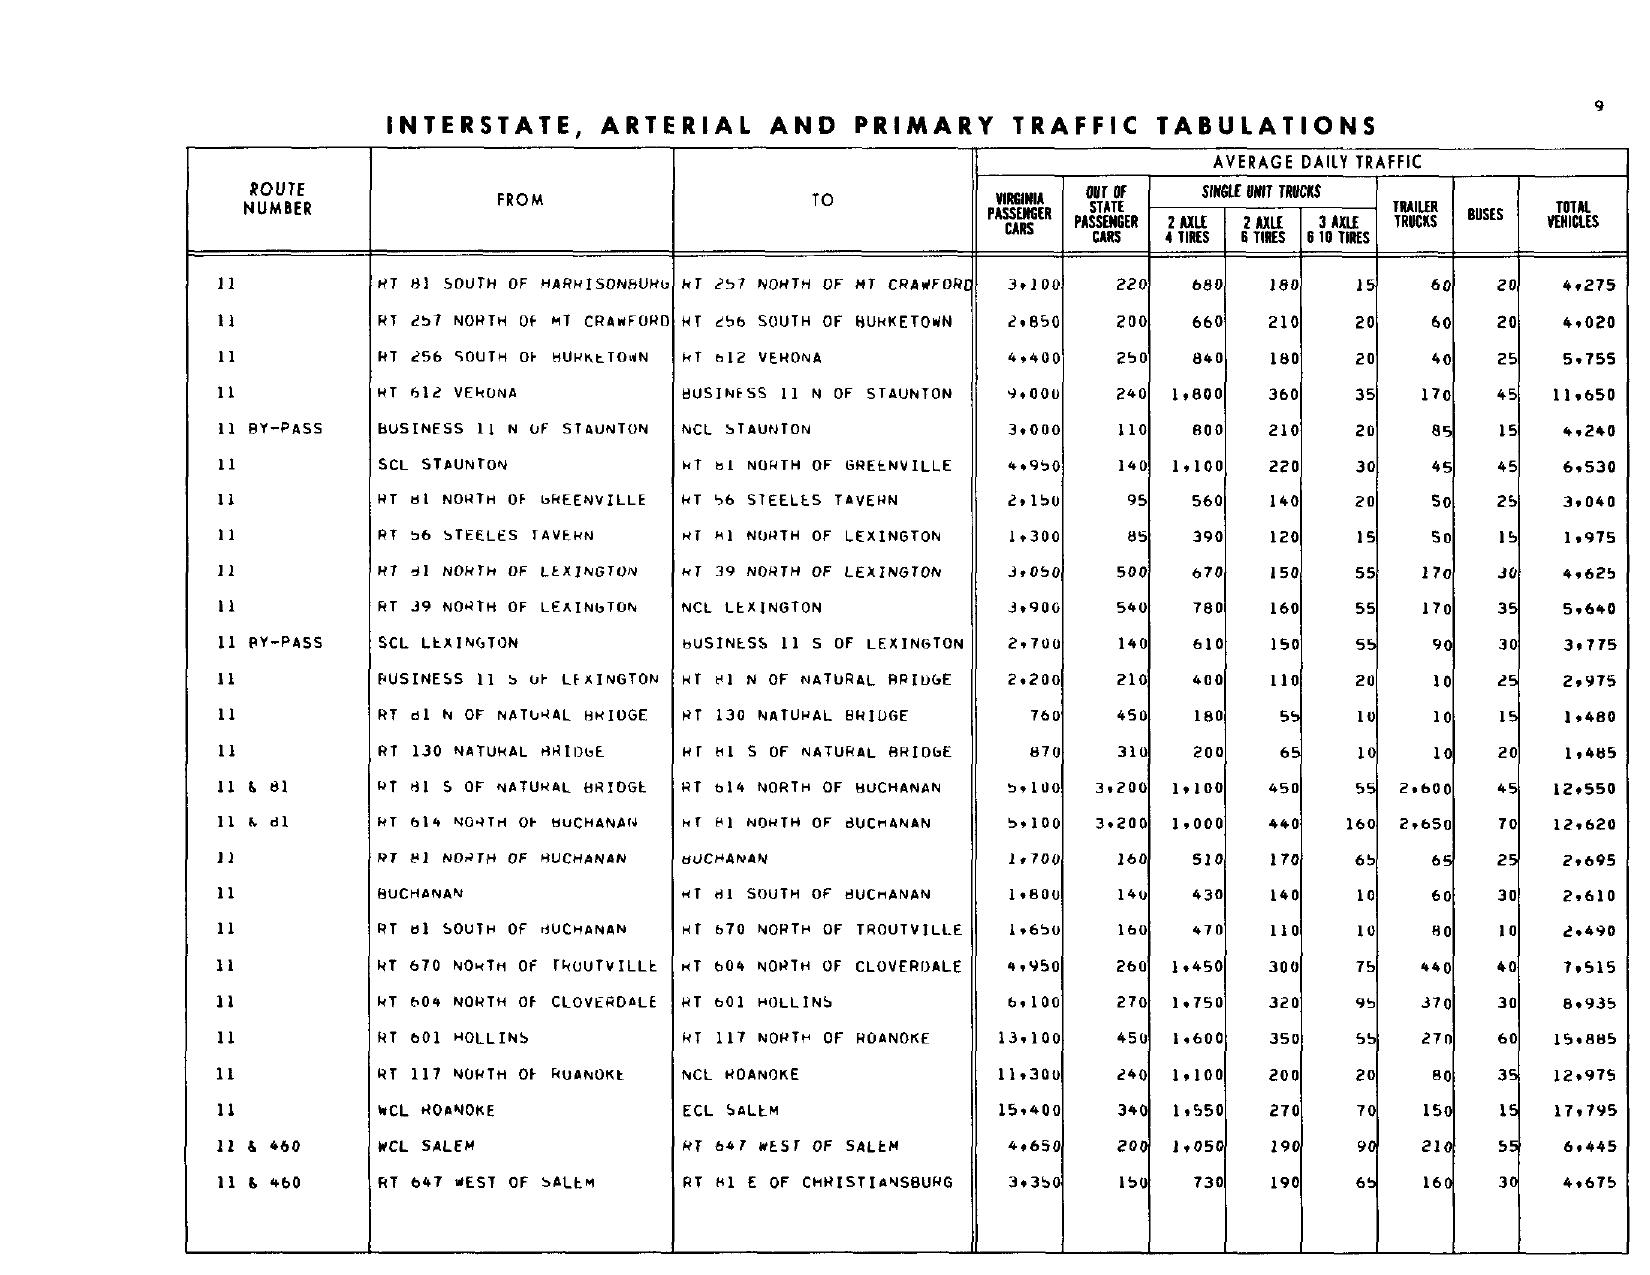 9
INTERSTATE, ARTERIAL AND PRIMARY TRAFFIC TABULATIONS
ROUTE NUMBER FROM TO AVERAGE DAILY TRAFFIC
VIRGINIA PASSENGER CARS OUT OF STATE PASSENGER CARS SINGLE UNIT TRUCKS TRAILER TRUCKS BUSES TOTAL VEHICLES
2 AXLE 4 TIRES 2 AXLE 6 TIRES 3 AXLE 6 10 TIRES
11 RT 81 SOUTH OF HARRISONBURG RT 257 NORTH OF MT CRAWFORD 3,100 220 680 180 15 60 20 4,275
11 RT 257 NORTH OF MT CRAWFORD RT 256 SOUTH OF BURKETOWN 2,850 200 660 210 20 60 20 4,020
11 RT 256 SOUTH OF BURKETOWN RT 612 VERONA 4,400 250 840 180 20 40 25 5,755
11 RT 612 VERONA BUSINESS 11 N OF STAUNTON 9,000 240 1,800 360 35 170 45 11,650
11 BY-PASS BUSINESS 11 N OF STAUNTON NCL STAUNTON 3,000 110 800 210 20 85 15 4,240
11 SCL STAUNTON RT 81 NORTH OF GREENVILLE 4,950 140 1,100 220 30 45 45 6,530
11 RT 81 NORTH OF GREENVILLE RT 56 STEELES TAVERN 2,150 95 560 140 20 50 25 3,040
11 RT 56 STEELES TAVERN RT 81 NORTH OF LEXINGTON 1,300 85 390 120 15 50 15 1,975
11 RT 81 NORTH OF LEXINGTON RT 39 NORTH OF LEXINGTON 3,050 500 670 150 55 170 30 4,625
11 RT 39 NORTH OF LEXINGTON NCL LEXINGTON 3,900 540 780 160 55 170 35 5,640
11 BY-PASS SCL LEXINGTON BUSINESS 11 S OF LEXINGTON 2,700 140 610 150 55 90 30 3,775
11 BUSINESS 11 S OF LEXINGTON RT 81 N OF NATURAL BRIDGE 2,200 210 400 110 20 10 25 2,975
11 RT 81 N OF NATURAL BRIDGE RT 130 NATURAL BRIDGE 760 450 180 55 10 10 15 1,480
11 RT 130 NATURAL BRIDGE RT 81 S OF NATURAL BRIDGE 870 310 200 65 10 10 20 1,485
11 & 81 RT 81 S OF NATURAL BRIDGE RT 614 NORTH OF BUCHANAN 5,100 3,200 1,100 450 55 2,600 45 12,550
11 & 81 RT 614 NORTH OF BUCHANAN RT 81 NORTH OF BUCHANAN 5,100 3,200 1,000 440 160 2,650 70 12,620
11 RT 81 NORTH OF BUCHANAN BUCHANAN 1,700 160 510 170 65 65 25 2,695
11 BUCHANAN RT 81 SOUTH OF BUCHANAN 1,800 140 430 140 10 60 30 2,610
11 RT 81 SOUTH OF BUCHANAN RT 670 NORTH OF TROUTVILLE 1,650 160 470 110 10 80 10 2,490
11 RT 670 NORTH OF TROUTVILLE RT 604 NORTH OF CLOVERDALE 4,950 260 1,450 300 75 440 40 7,515
11 RT 604 NORTH OF CLOVERDALE RT 601 HOLLINS 6,100 270 1,750 320 95 370 30 8,935
11 RT 601 HOLLINS RT 117 NORTH OF ROANOKE 13,100 450 1,600 350 55 270 60 15,885
11 RT 117 NORTH OF ROANOKE NCL ROANOKE 11,300 240 1,100 200 20 80 35 12,975
11 WCL ROANOKE ECL SALEM 15,400 340 1,550 270 70 150 15 17,795
11 & 460 WCL SALEM RT 647 WEST OF SALEM 4,650 200 1,050 190 90 210 55 6,445
11 & 460 RT 647 WEST OF SALEM RT 81 E OF CHRISTIANSBURG 3,350 150 730 190 65 160 30 4,675